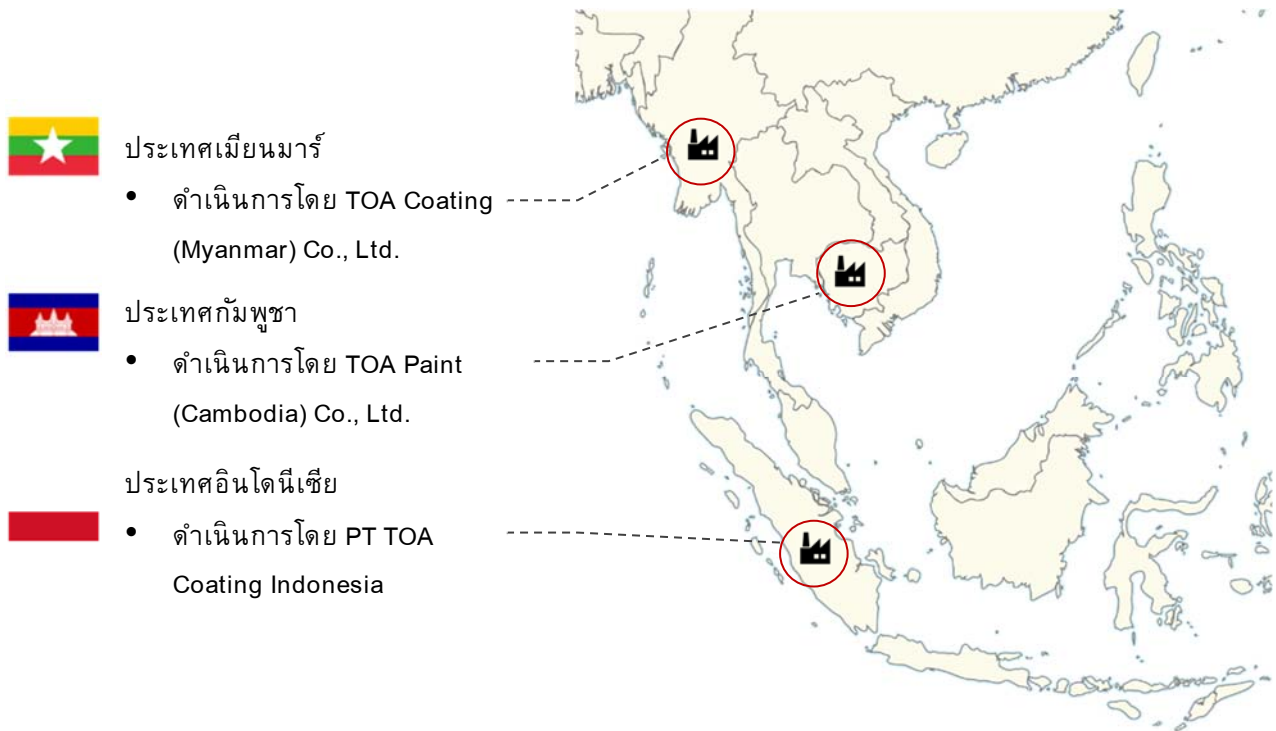 ประเทศเมียนมาร์
• ดำเนินการโดย TOA Coating
(Myanmar) Co., Ltd.
ประเทศกัมพูชา
• ดำเนินการโดย TOA Paint
(Cambodia) Co., Ltd.
ประเทศอินโดนีเซีย
• ดำเนินการโดย PT TOA
Coating Indonesia